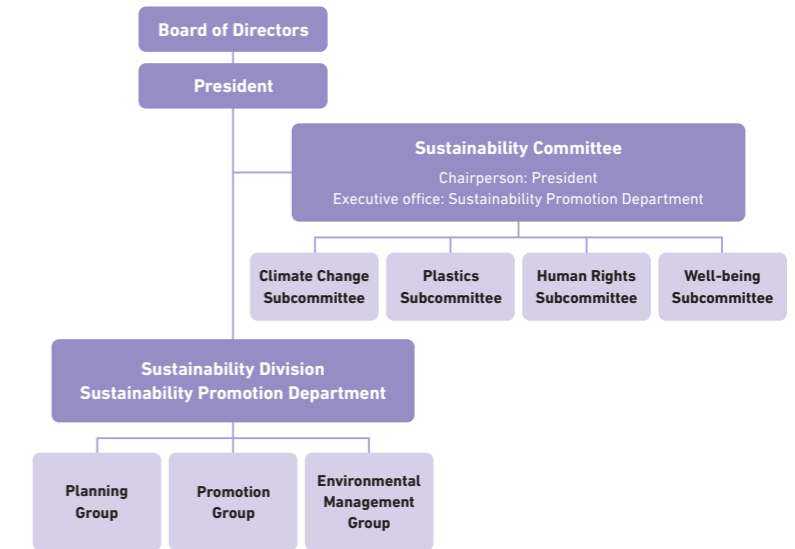 Board of Directors
President
Sustainability Committee
Chairperson: President
Executive office: Sustainability Promotion Department
Climate Change
Subcommittee
Plastics
Subcommittee
Human Rights
Subcommittee
Well-being
Subcommittee
Sustainability Division
Sustainability Promotion Department
Planning
Group
Promotion
Group
Environmental
Management
Group